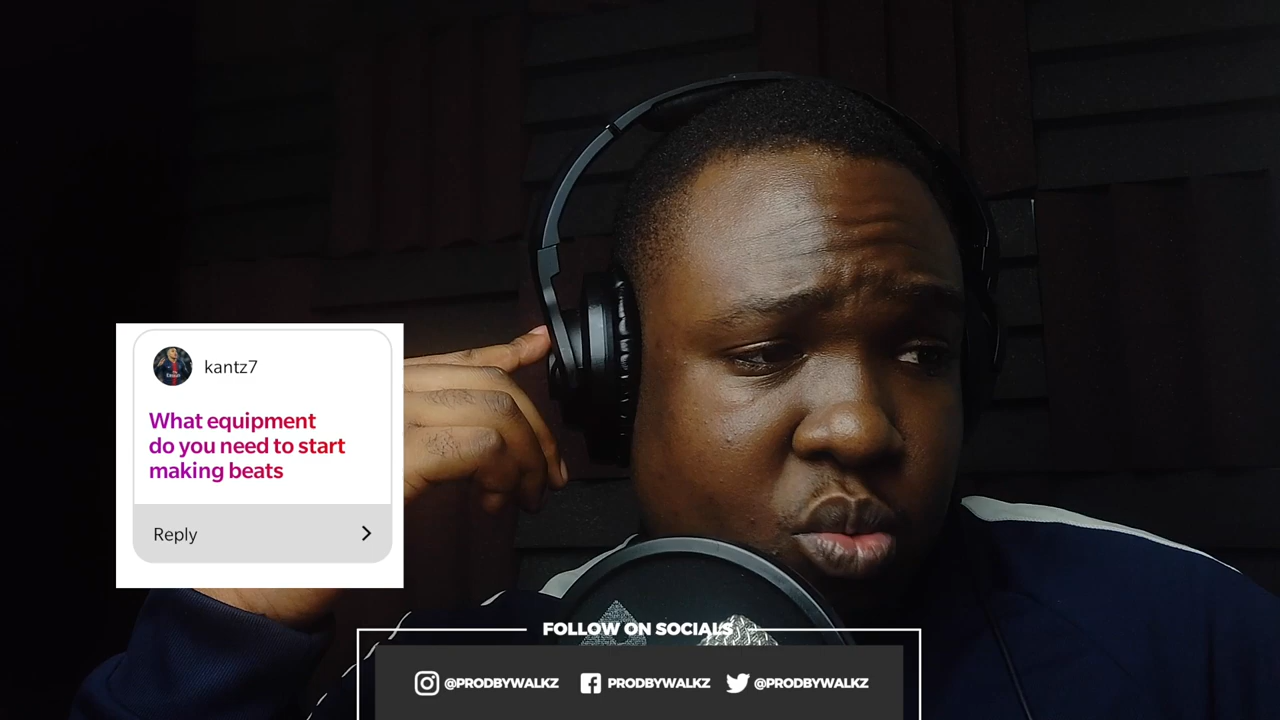 kantz7
What equipment
do you need to start
making beats
Reply
FOLLOW ON SOCIALS
@PRODBYWALKZ PRODBYWALKZ @PRODBYWALKZ